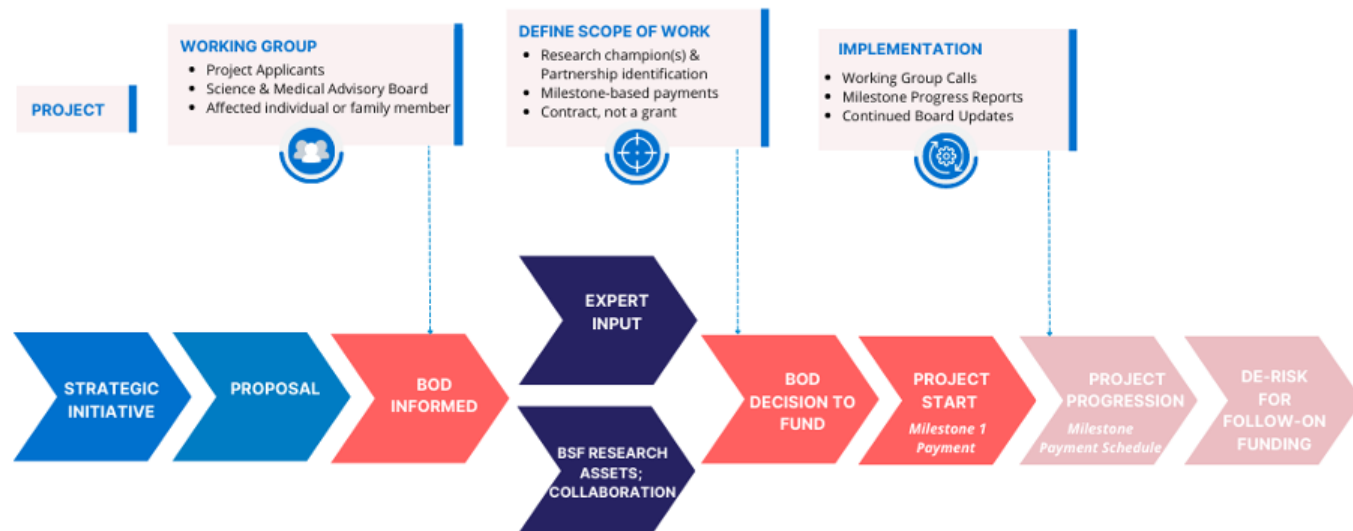 PROJECT
WORKING GROUP
• Project Applicants
• Science & Medical Advisory Board
• Affected individual or family member
DEFINE SCOPE OF WORK
• Research champion(s) &
Partnership identification
• Milestone-based payments
• Contract, not a grant
IMPLEMENTATION
• Working Group Calls
• Milestone Progress Reports
• Continued Board Updates
STRATEGIC
INITIATIVE
PROPOSAL
BOD
INFORMED
EXPERT
INPUT
BSF RESEARCH
ASSETS;
COLLABORATION
BOD
DECISION TO
FUND
PROJECT
START
Milestone 1
Payment
PROJECT
PROGRESSION
Milestone
Payment Schedule
DE-RISK
FOR
FOLLOW-ON
FUNDING